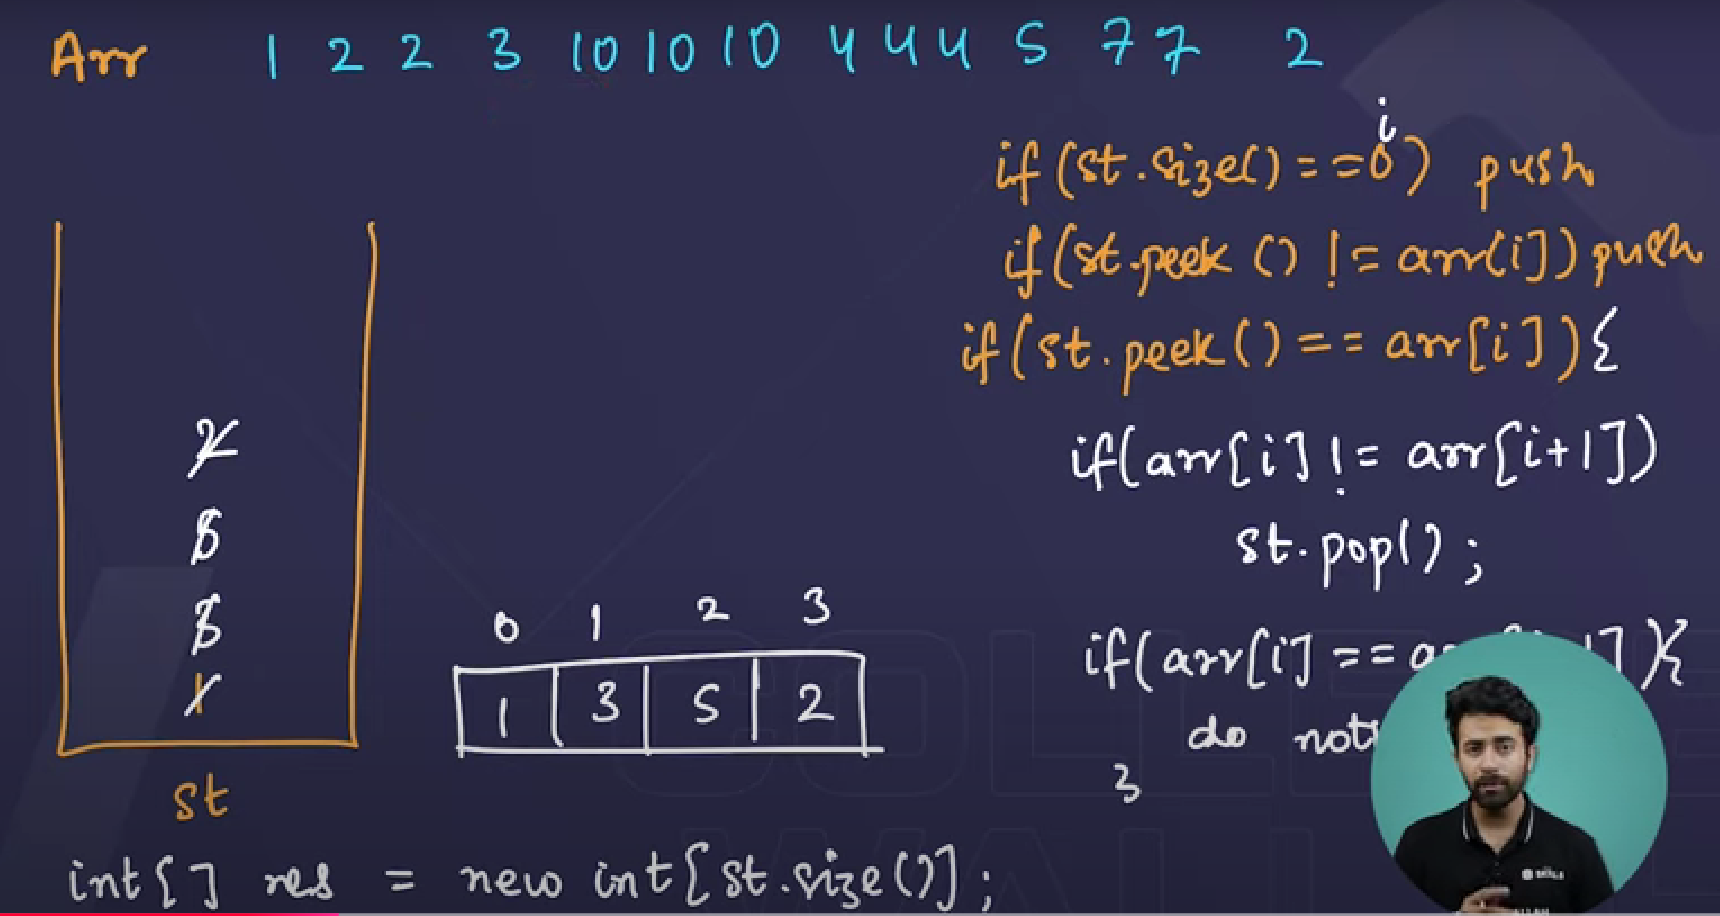 Arr 1 2 2 3 10 10 10 4 4 4 5 7 7 2
i
if (st.size() == 0) push
if (st.peek () != arr[i]) push
if (st.peek() == arr[i]) {
if(arr[i] != arr[i+1])
st.pop();
if(arr[i] == a 1] ){
do not
}
2
5
3
1
st
0 1 2 3
1 3 5 2
int[] res = new int[st.size()];